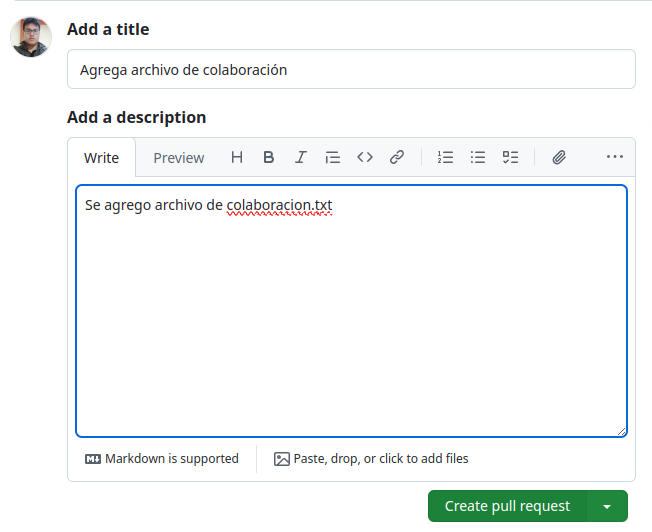 Add a title
Agrega archivo de colaboración
Add a description
Write
Preview
Se agrego archivo de colaboracion.txt
Markdown is supported
Paste, drop, or click to add files
Create pull request